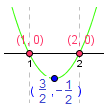 (1, 0) (2, 0)
1 2
(3/2, -1/2)